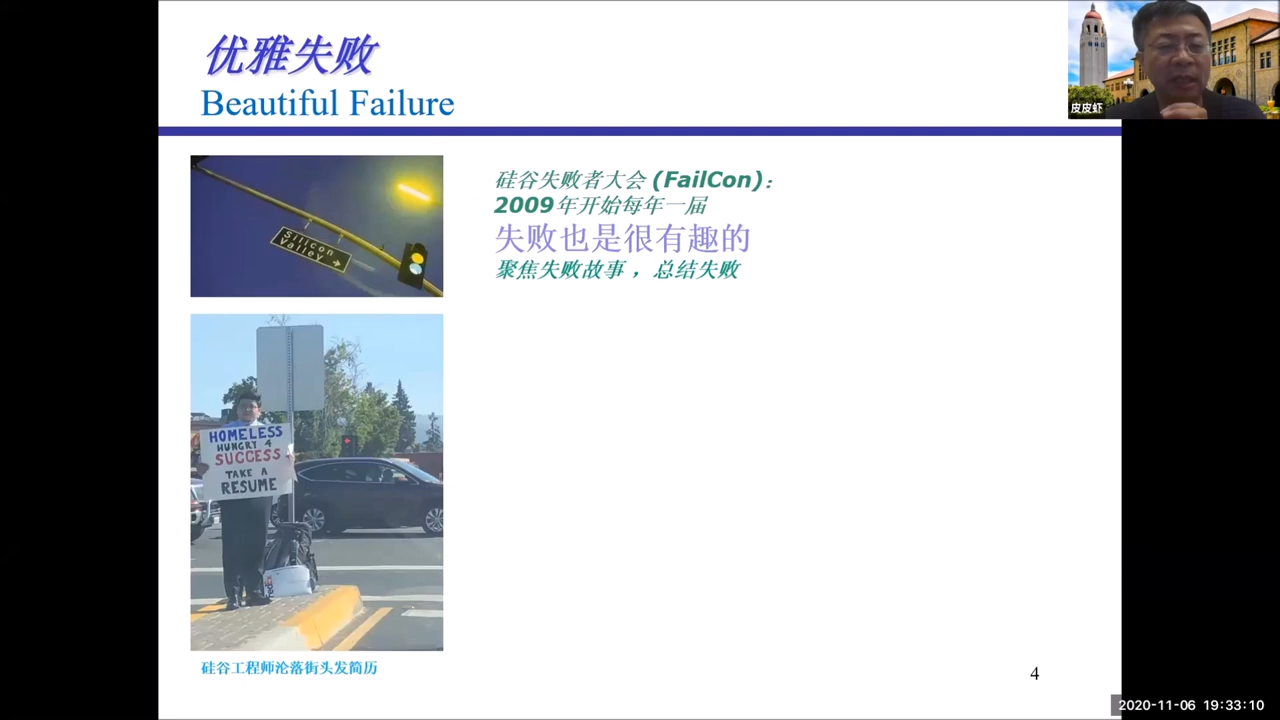 优雅失败
Beautiful Failure
皮皮虾
Silicon
Valley
硅谷失败者大会 (FailCon)：
2009年开始每年一届
失败也是很有趣的
聚焦失败故事，总结失败
HOMELESS
HUNGRY 4
SUCCESS
TAKE A
RESUME
硅谷工程师沦落街头发简历
4
2020-11-06 19:33:10